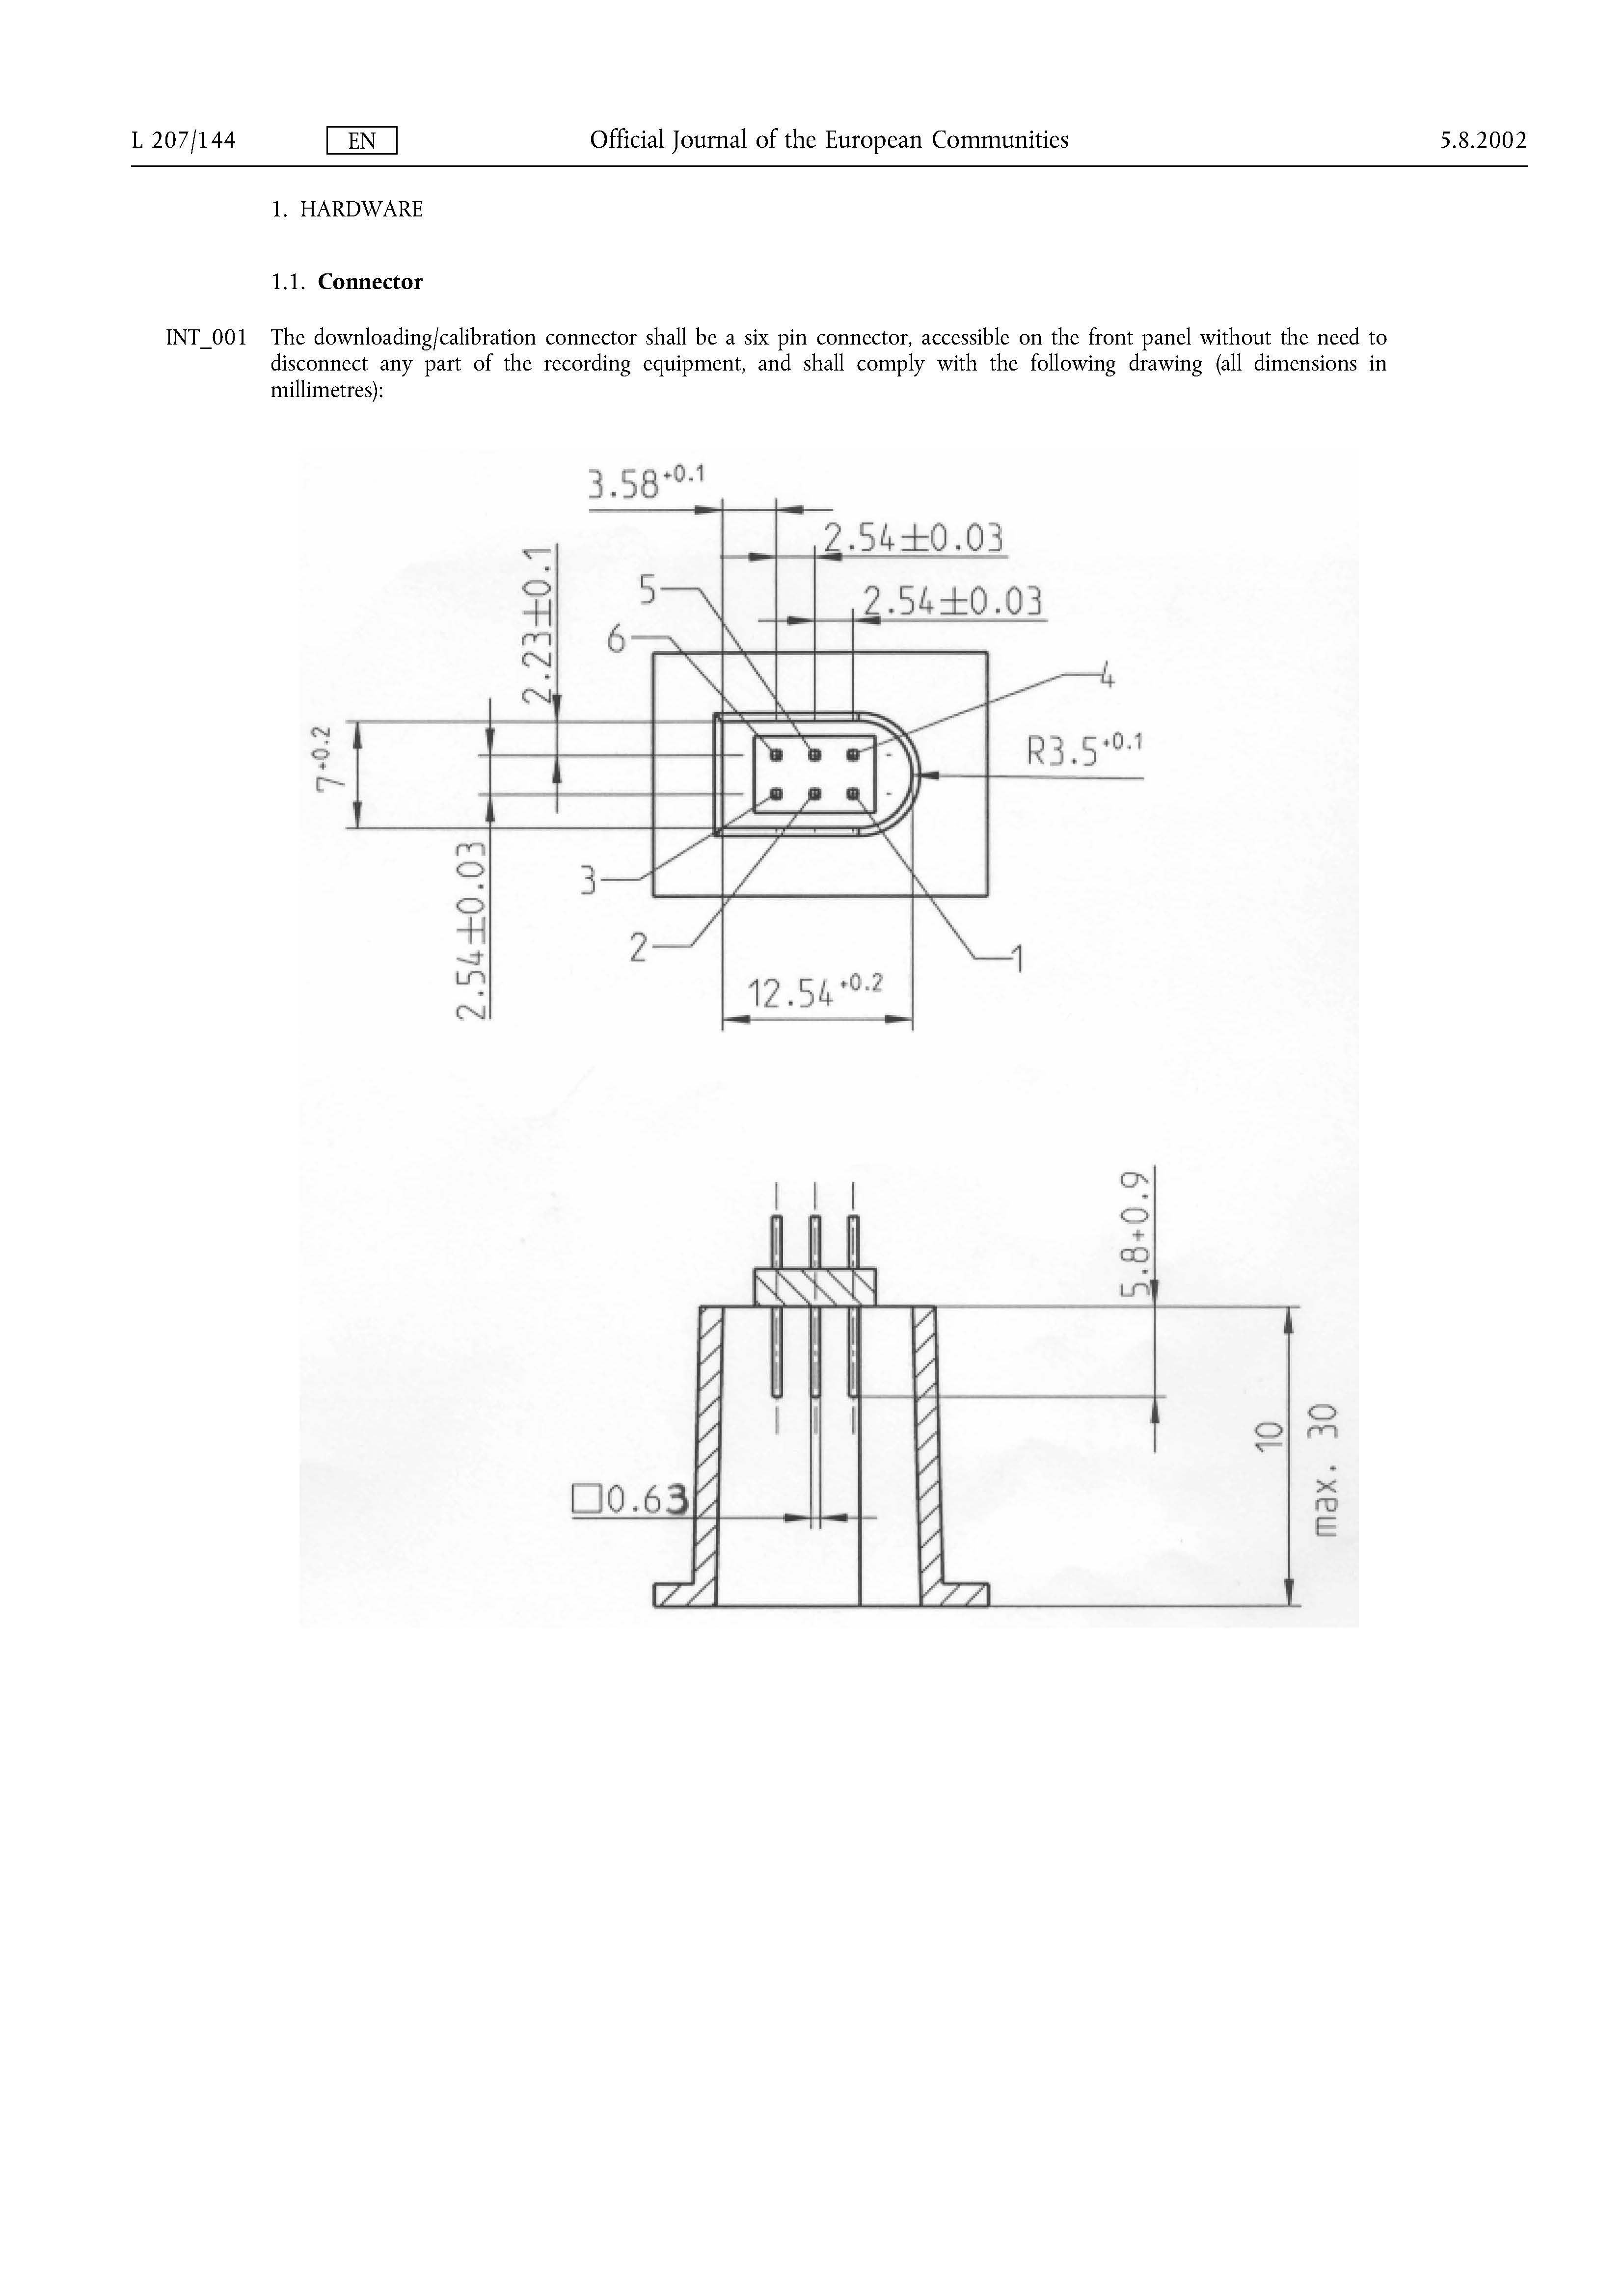 L 207/144 EN Official Journal of the European Communities 5.8.2002
1. HARDWARE
1.1. Connector
INT_001 The downloading/calibration connector shall be a six pin connector, accessible on the front panel without the need to
disconnect any part of the recording equipment, and shall comply with the following drawing (all dimensions in
millimetres):
3.58+0.1
2.54±0.03
2.23±0.1
5
2.54±0.03
6
4
7+0.2
R3.5+0.1
2.54±0.03
3
2
1
12.54+0.2
5.8+0.9
10
max. 30
□0.63